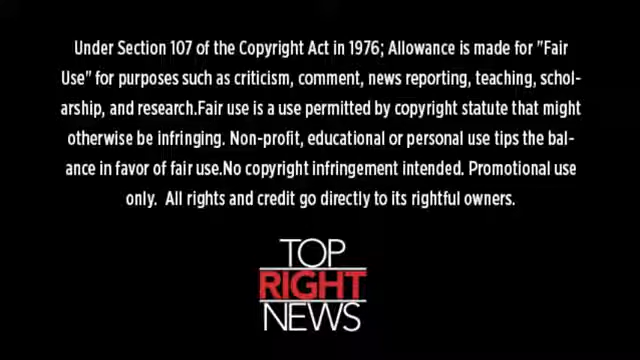 Under Section 107 of the Copyright Act in 1976; Allowance is made for "Fair
Use" for purposes such as criticism, comment, news reporting, teaching, schol-
arship, and research.Fair use is a use permitted by copyright statute that might
otherwise be infringing. Non-profit, educational or personal use tips the bal-
ance in favor of fair use.No copyright infringement intended. Promotional use
only.  All rights and credit go directly to its rightful owners.
TOP
RIGHT
NEWS